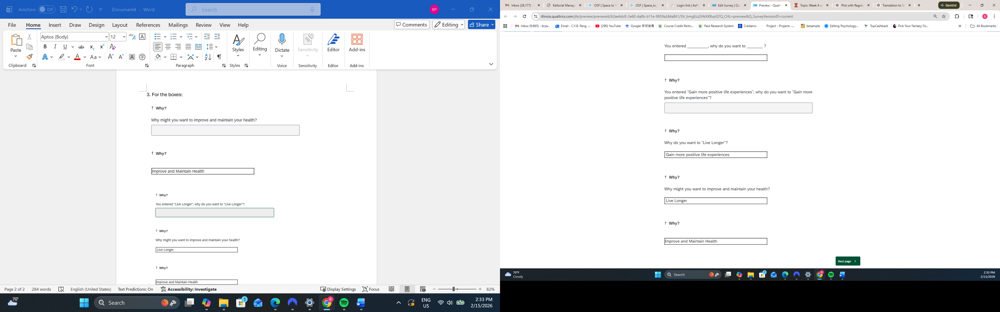 AutoSave Off
Document4 - Word
Search
BP
File Home Insert Draw Design Layout References Mailings Review View Help
Comments Editing Share
Aptos (Body) 12
Paste
Styles
Editing
Dictate
Sensitivity
Editor
Add-ins
Clipboard Font Paragraph Styles Voice Sensitivity Editor Add-ins
3. For the boxes:
↑ Why?
Why might you want to improve and maintain your health?
↑ Why?
Improve and Maintain Health
↑ Why?
You entered "Live Longer", why do you want to "Live Longer"?
↑ Why?
Why might you want to improve and maintain your health?
Live Longer
↑ Why?
Improve and Maintain Health
Page 2 of 2 284 words English (United States) Text Predictions: On Accessibility: Investigate Display Settings Focus 82%
70°
Search
ENG
US
2:33 PM
2/15/2026
Inbox (28,177) -
Editorial Manage
OSF | Space to T
OSF | Space_to_
Login link | AsPr
Edit Survey | Qu
Preview - Qualtr
Topic: Week 4 a
Plot with Regres
Translation to Si
Gemini
illinois.qualtrics.com/jfe/preview/previewId/62ae6dc8-2e60-4a8b-b11e-9859a244a861/SV_bmgEcz2HkXKBvpQ?Q_CHL=preview&Q_SurveyVersionID=current
Inbox (9,665) - brya...
Email - C.Y.B. Pang -...
(290) YouTube
Google 學術搜尋
Course Credit Partic...
Paid Research System
Credamo
Project - Projects -...
besample
Editing Psychology...
TopCashback
Pick Your Fantasy Fo...
All Bookmarks
You entered __________, why do you want to ________ ?
↑ Why?
You entered "Gain more positive life experiences", why do you want to "Gain more
positive life experiences"?
↑ Why?
Why do you want to "Live Longer"?
Gain more positive life experiences
↑ Why?
Why might you want to improve and maintain your health?
Live Longer
↑ Why?
Improve and Maintain Health
Next page
70°F
Cloudy
Search
2:33 PM
2/15/2026